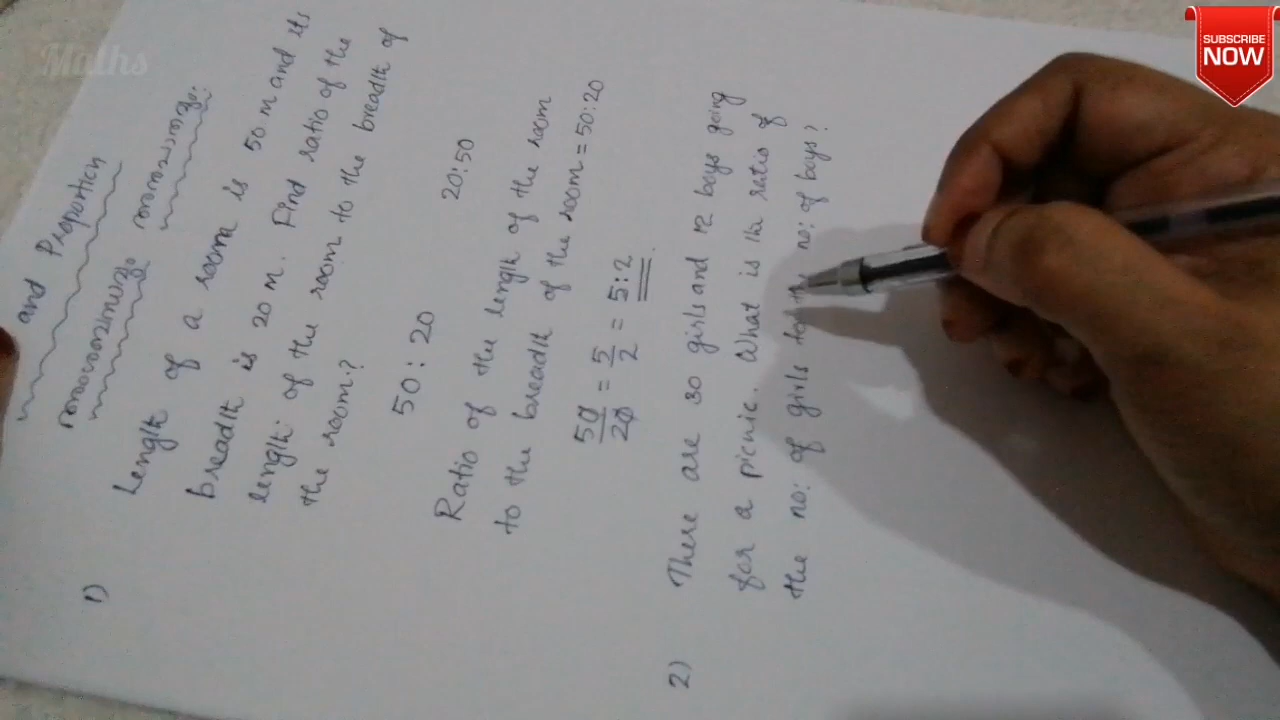 Maths
SUBSCRIBE
NOW
and Proportion
1) Length of a room is 50 m and its
breadth is 20 m. Find ratio of the
length of the room to the breadth of
the room?
50 : 20
20:50
Ratio of the length of the room
to the breadth of the room = 50:20
50/20 = 5/2 = 5:2
2) There are 30 girls and 12 boys going
for a picnic. What is the ratio of
the no: of girls to the no: of boys?